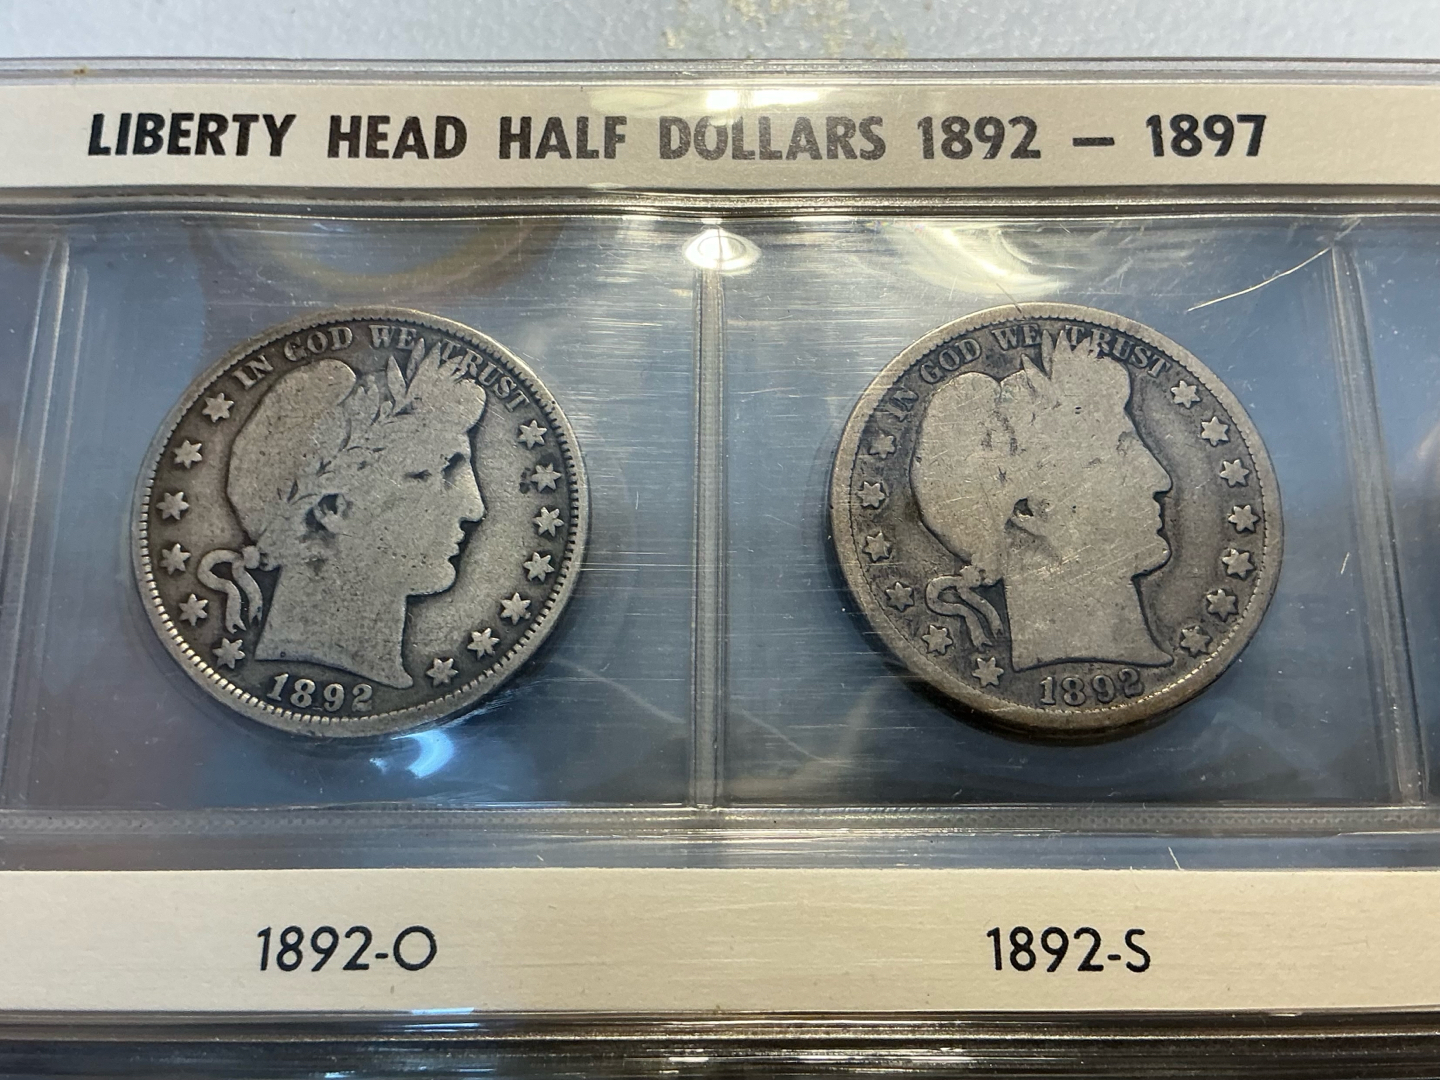 LIBERTY HEAD HALF DOLLARS 1892 – 1897
IN GOD WE TRUST
1892
IN GOD WE TRUST
1892
1892-O
1892-S